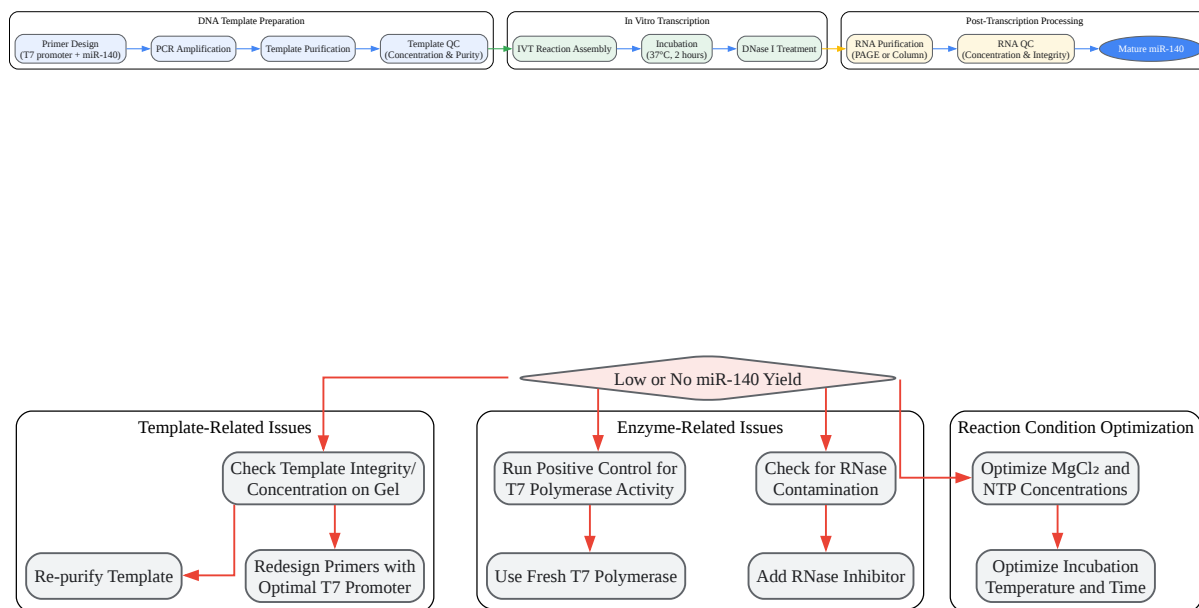 DNA Template Preparation
In Vitro Transcription
Post-Transcription Processing
Primer Design
(T7 promoter + miR-140)
PCR Amplification
Template Purification
Template QC
(Concentration & Purity)
IVT Reaction Assembly
Incubation
(37°C, 2 hours)
DNase I Treatment
RNA Purification
(PAGE or Column)
RNA QC
(Concentration & Integrity)
Mature miR-140
Low or No miR-140 Yield
Template-Related Issues
Enzyme-Related Issues
Reaction Condition Optimization
Check Template Integrity/
Concentration on Gel
Run Positive Control for
T7 Polymerase Activity
Check for RNase
Contamination
Optimize MgCl₂ and
NTP Concentrations
Re-purify Template
Redesign Primers with
Optimal T7 Promoter
Use Fresh T7 Polymerase
Add RNase Inhibitor
Optimize Incubation
Temperature and Time